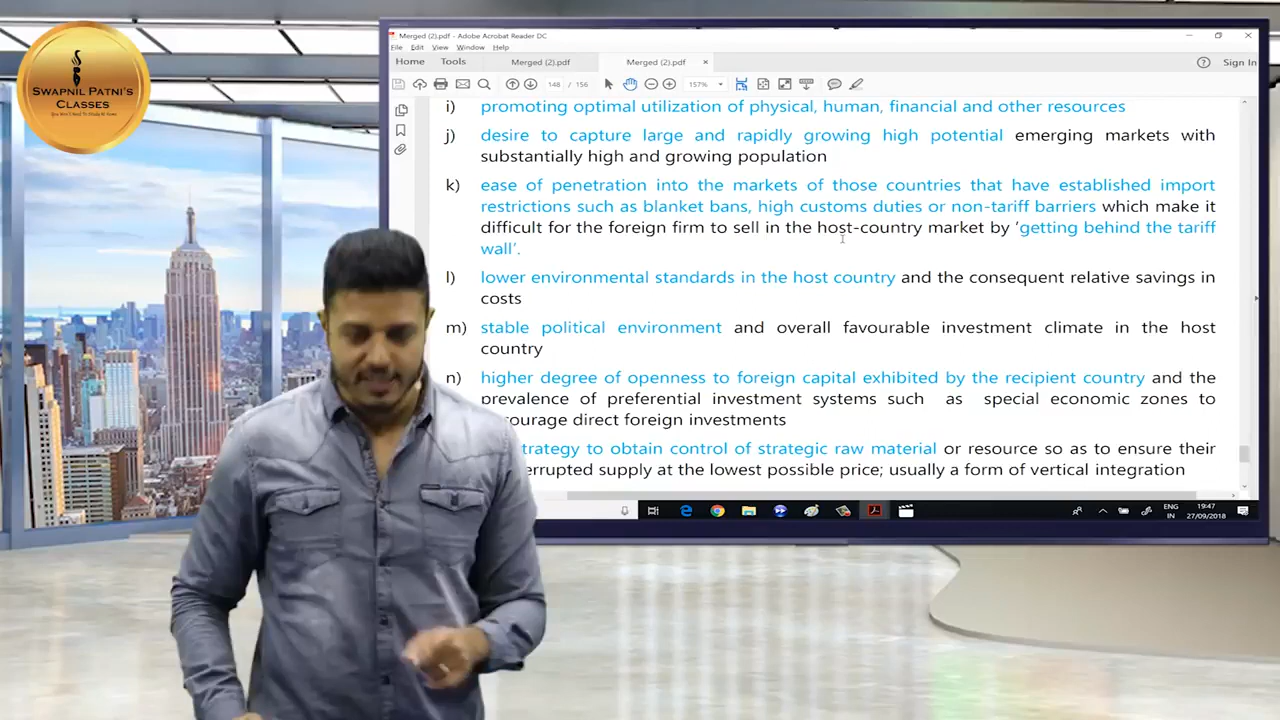 SWAPNIL PATNI'S
CLASSES
Merged (2).pdf - Adobe Acrobat Reader DC
File Edit View Window Help
Home Tools Merged (2).pdf Merged (2).pdf × Sign In
148 / 156 157%
i) promoting optimal utilization of physical, human, financial and other resources
j) desire to capture large and rapidly growing high potential emerging markets with
substantially high and growing population
k) ease of penetration into the markets of those countries that have established import
restrictions such as blanket bans, high customs duties or non-tariff barriers which make it
difficult for the foreign firm to sell in the host-country market by ‘getting behind the tariff
wall’.
l) lower environmental standards in the host country and the consequent relative savings in
costs
m) stable political environment and overall favourable investment climate in the host
country
n) higher degree of openness to foreign capital exhibited by the recipient country and the
prevalence of preferential investment systems such as special economic zones to
courage direct foreign investments
trategy to obtain control of strategic raw material or resource so as to ensure their
errupted supply at the lowest possible price; usually a form of vertical integration
ENG 19:47
IN 27/09/2018